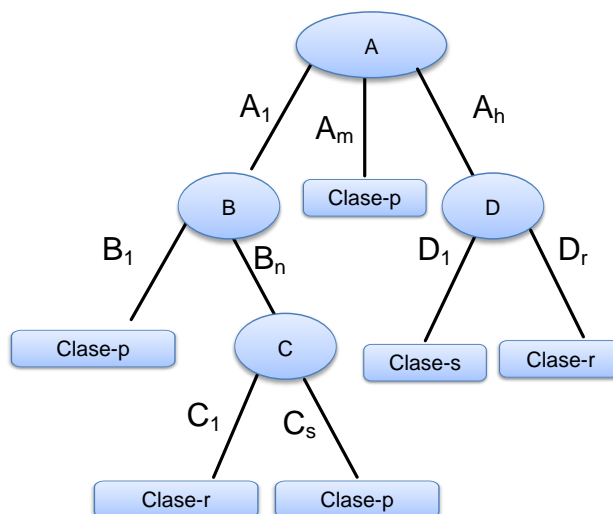 A
A₁
Aₘ
Aₕ
B
Clase-p
D
B₁
Bₙ
D₁
Dᵣ
Clase-p
C
Clase-s
Clase-r
C₁
Cₛ
Clase-r
Clase-p